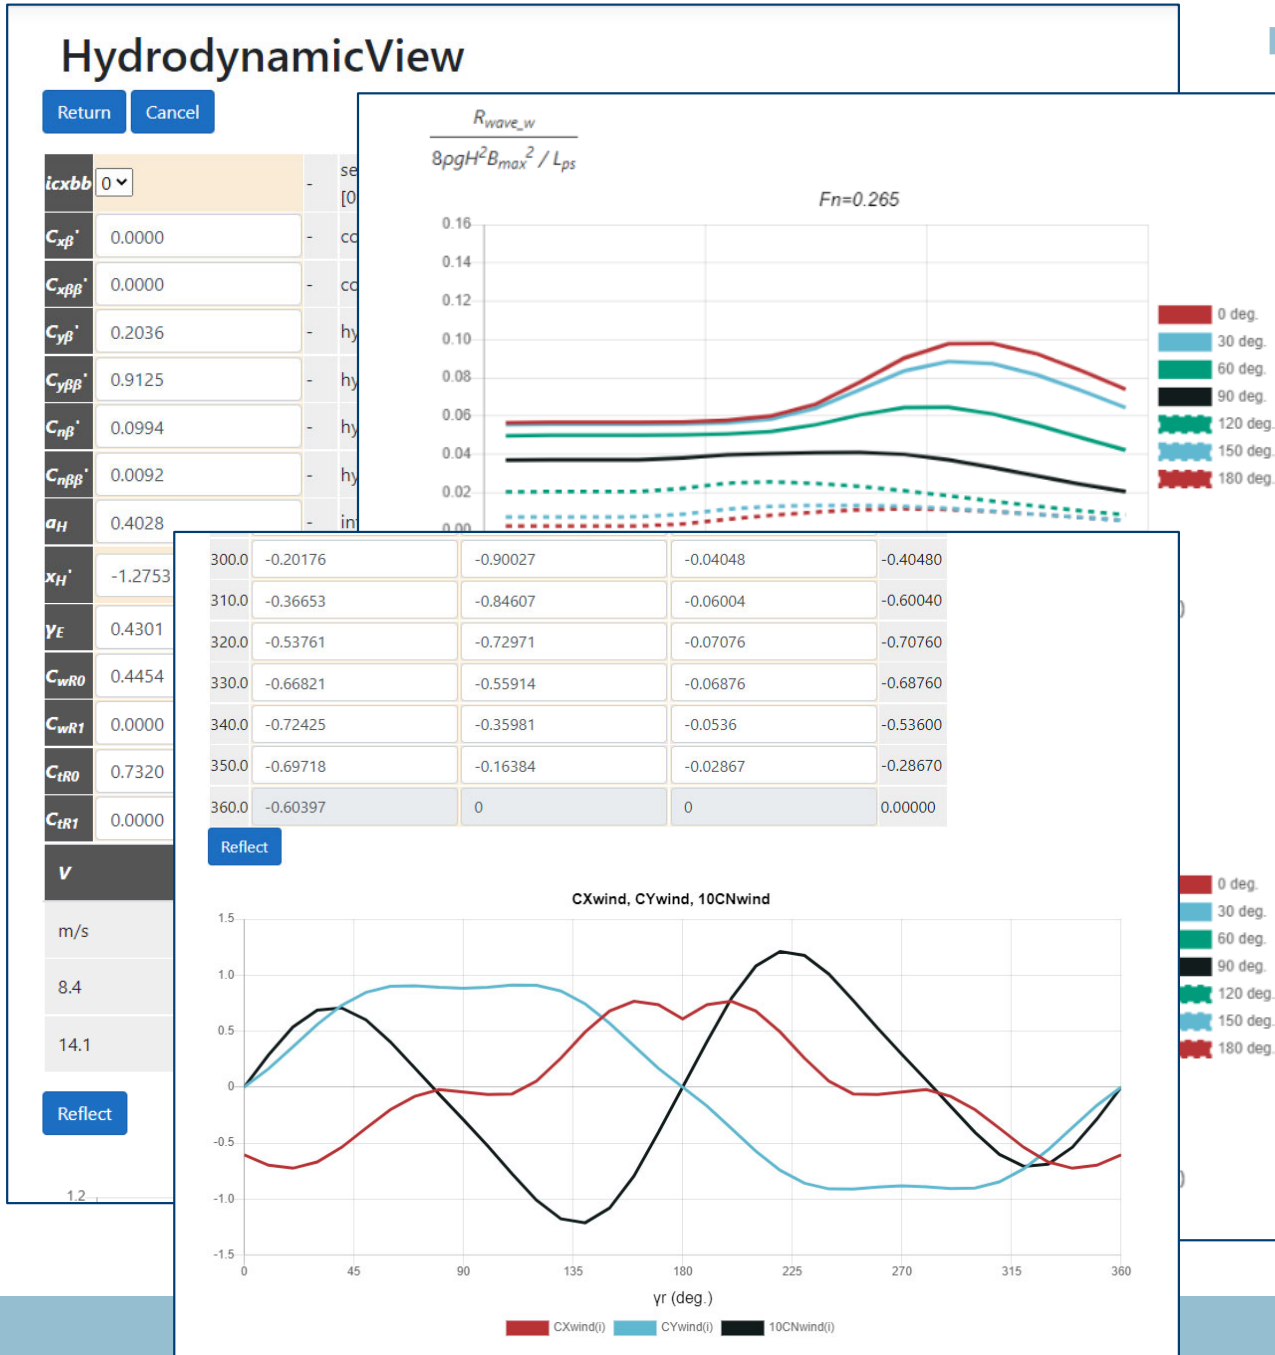 HydrodynamicView
Return Cancel
icxbb 0 -
[0
Cxβ' 0.0000 -
Cxββ' 0.0000 -
Cyβ' 0.2036 - hy
Cyββ' 0.9125 - hy
Cnβ' 0.0994 - hy
Cnββ' 0.0092 - hy
aH 0.4028 -
xH' -1.2753
γE 0.4301
CwR0 0.4454
CwR1 0.0000
CtR0 0.7320
CtR1 0.0000
V
m/s
8.4
14.1
Reflect
1.2
Rwave_w
8ρgH²Bmax² / Lps
Fn=0.265
0.16
0.14
0.12
0.10
0.08
0.06
0.04
0.02
0.00
0 deg.
30 deg.
60 deg.
90 deg.
120 deg.
150 deg.
180 deg.
0 deg.
30 deg.
60 deg.
90 deg.
120 deg.
150 deg.
180 deg.
300.0 -0.20176 -0.90027 -0.04048 -0.40480
310.0 -0.36653 -0.84607 -0.06004 -0.60040
320.0 -0.53761 -0.72971 -0.07076 -0.70760
330.0 -0.66821 -0.55914 -0.06876 -0.68760
340.0 -0.72425 -0.35981 -0.0536 -0.53600
350.0 -0.69718 -0.16384 -0.02867 -0.28670
360.0 -0.60397 0 0 0.00000
Reflect
CXwind, CYwind, 10CNwind
1.5
1.0
0.5
0
-0.5
-1.0
-1.5
0 45 90 135 180 225 270 315 360
γr (deg.)
CXwind(i) CYwind(i) 10CNwind(i)